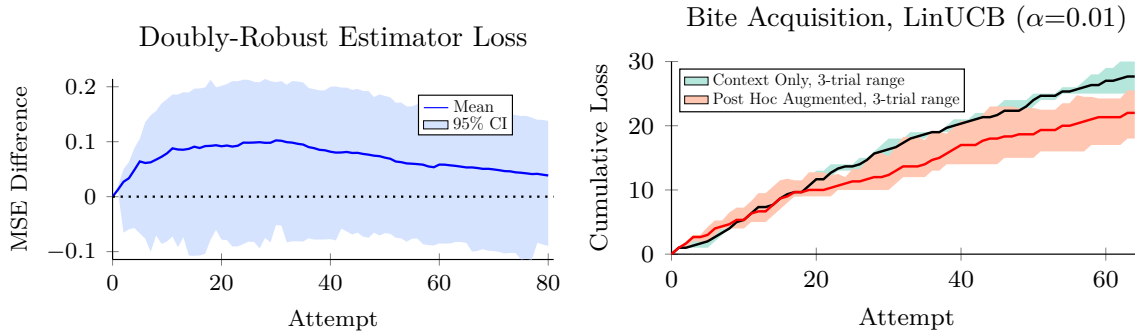 Doubly-Robust Estimator Loss
MSE Difference
0.2
0.1
0
−0.1
Mean
95% CI
0
20
40
60
80
Attempt
Bite Acquisition, LinUCB (α=0.01)
Cumulative Loss
30
20
10
0
Context Only, 3-trial range
Post Hoc Augmented, 3-trial range
0
20
40
60
Attempt